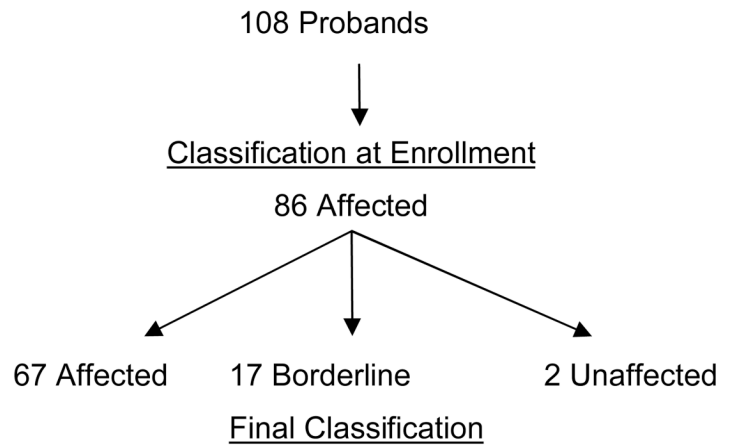 108 Probands
Classification at Enrollment
86 Affected
67 Affected 17 Borderline 2 Unaffected
Final Classification